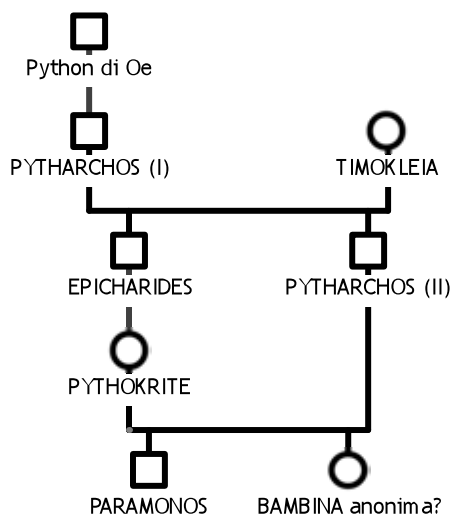 Python di Oe
PYTHARCHOS (I)
TIMOKLEIA
EPICHARIDES
PYTHARCHOS (II)
PYTHOKRITE
PARAMONOS
BAMBINA anonima?